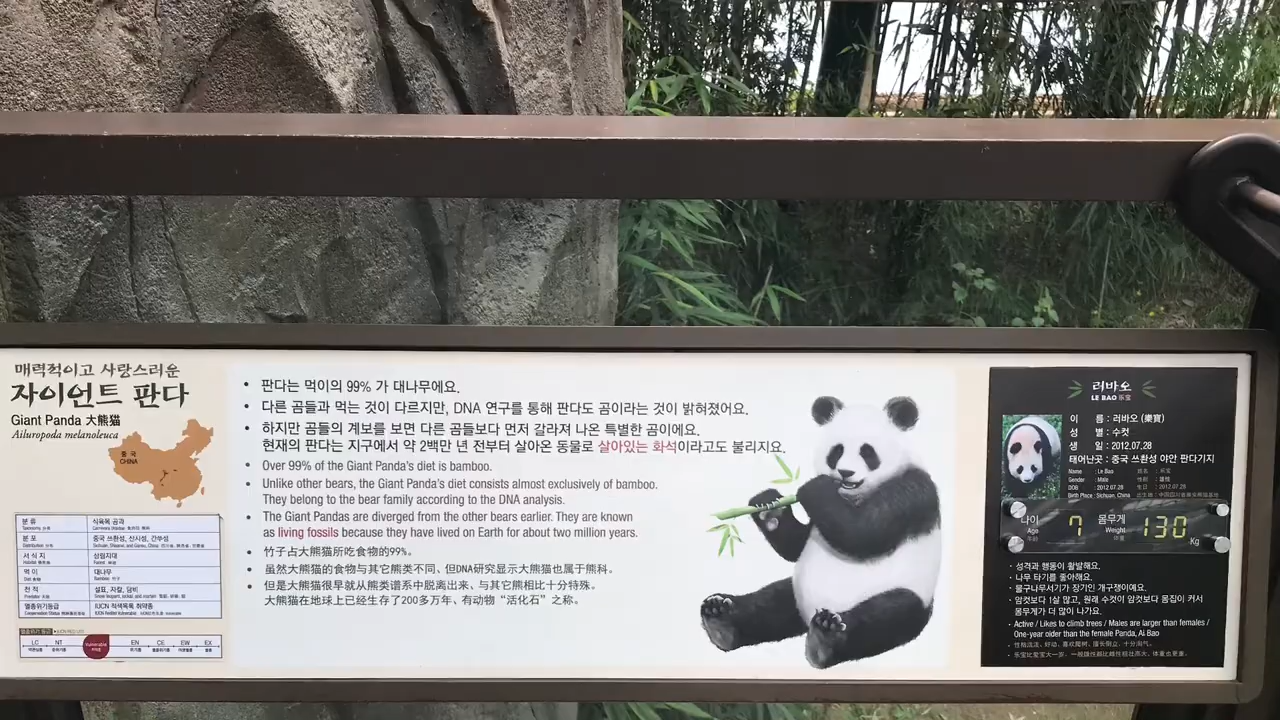 매력적이고 사랑스러운
자이언트 판다
Giant Panda 大熊猫
Ailuropoda melanoleuca
중 국
CHINA
분 류 식육목 곰과
분 포 중국 쓰촨성, 산시성, 간쑤성
서 식 지 삼림지대
먹 이 대나무
천 적 설표, 자칼, 담비
멸종위기등급 IUCN 적색목록 취약종
LC NT Vulnerable EN CE EW EX
• 판다는 먹이의 99% 가 대나무에요.
• 다른 곰들과 먹는 것이 다르지만, DNA 연구를 통해 판다도 곰이라는 것이 밝혀졌어요.
• 하지만 곰들의 계보를 보면 다른 곰들보다 먼저 갈라져 나온 특별한 곰이에요.
현재의 판다는 지구에서 약 2백만 년 전부터 살아온 동물로 살아있는 화석이라고도 불리지요.
• Over 99% of the Giant Panda's diet is bamboo.
• Unlike other bears, the Giant Panda's diet consists almost exclusively of bamboo.
They belong to the bear family according to the DNA analysis.
• The Giant Pandas are diverged from the other bears earlier. They are known
as living fossils because they have lived on Earth for about two million years.
• 竹子占大熊猫所吃食物的99%。
• 虽然大熊猫的食物与其它熊类不同、但DNA研究显示大熊猫也属于熊科。
• 但是大熊猫很早就从熊类谱系中脱离出来、与其它熊相比十分特殊。
大熊猫在地球上已经生存了200多万年、有动物“活化石”之称。
러바오
LE BAO 乐宝
이 름 : 러바오 (樂寶)
성 별 : 수컷
생 일 : 2012.07.28
태어난곳 : 중국 쓰촨성 야안 판다기지
Name : Le Bao
Gender : Male
DOB : 2012.07.28
Birth Place : Sichuan, China
나이 Age 7 몸무게 Weight 130 Kg
• 성격과 행동이 활발해요.
• 나무 타기를 좋아해요.
• 물구나무서기가 장기인 개구쟁이예요.
• 암컷보다 1살 많고, 원래 수컷이 암컷보다 몸집이 커서
몸무게가 더 많이 나가요.
• Active / Likes to climb trees / Males are larger than females /
One-year older than the female Panda, Ai Bao